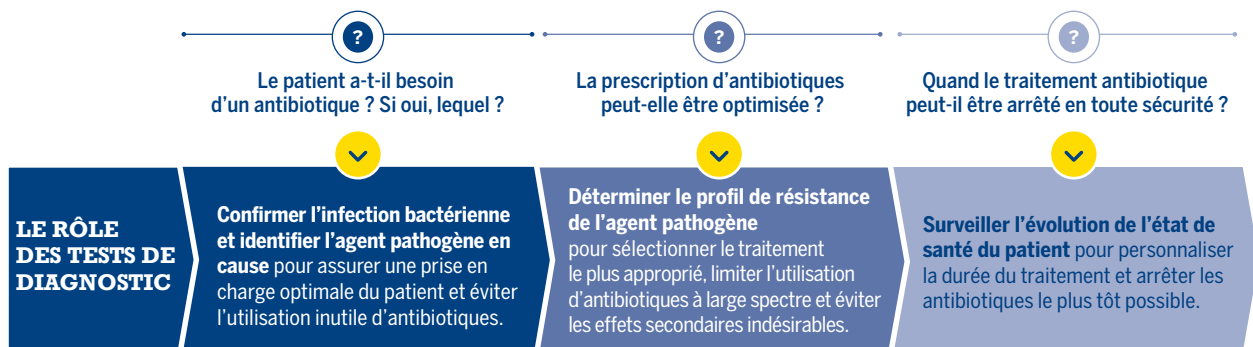 ?
Le patient a-t-il besoin
d'un antibiotique ? Si oui, lequel ?
?
La prescription d'antibiotiques
peut-elle être optimisée ?
?
Quand le traitement antibiotique
peut-il être arrêté en toute sécurité ?
LE RÔLE
DES TESTS DE
DIAGNOSTIC
Confirmer l'infection bactérienne
et identifier l'agent pathogène en
cause pour assurer une prise en
charge optimale du patient et éviter
l'utilisation inutile d'antibiotiques.
Déterminer le profil de résistance
de l'agent pathogène
pour sélectionner le traitement
le plus approprié, limiter l'utilisation
d'antibiotiques à large spectre et éviter
les effets secondaires indésirables.
Surveiller l'évolution de l'état de
santé du patient pour personnaliser
la durée du traitement et arrêter les
antibiotiques le plus tôt possible.